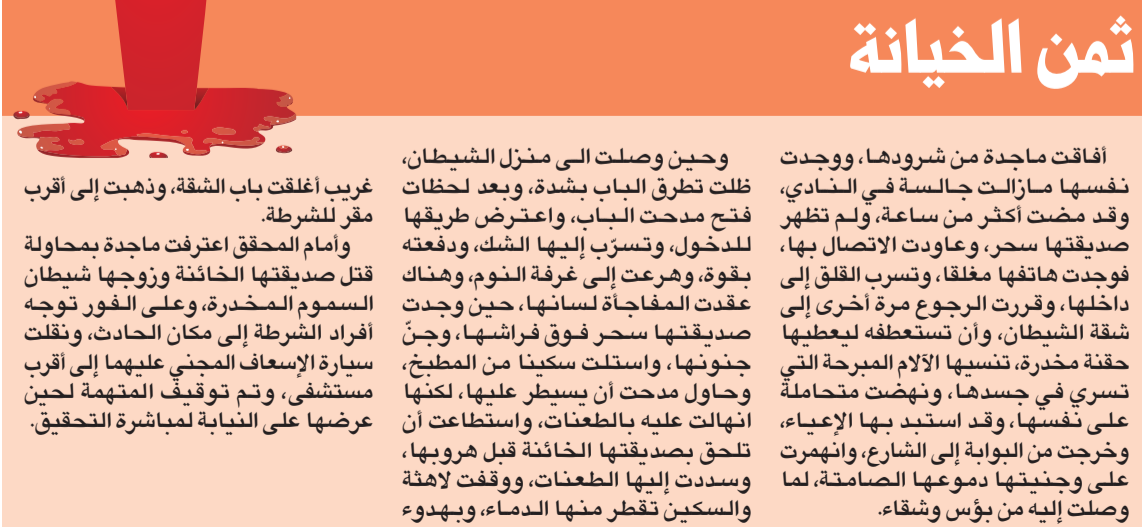 ثمن الخيانة
أفاقت ماجدة من شرودها، ووجدت
نفسها مازالت جالسة في النادي،
وقد مضت أكثر من ساعة، ولم تظهر
صديقتها سحر، وعاودت الاتصال بها،
فوجدت هاتفها مغلقا، وتسرب القلق إلى
داخلها، وقررت الرجوع مرة أخرى إلى
شقة الشيطان، وأن تستعطفه ليعطيها
حقنة مخدرة، تنسيها الآلام المبرحة التي
تسري في جسدها، ونهضت متحاملة
على نفسها، وقد استبد بها الإعياء،
وخرجت من البوابة إلى الشارع، وانهمرت
على وجنيتها دموعها الصامتة، لما
وصلت إليه من بؤس وشقاء.
وحين وصلت الى منزل الشيطان،
ظلت تطرق الباب بشدة، وبعد لحظات
فتح مدحت الباب، واعترض طريقها
للدخول، وتسرّب إليها الشك، ودفعته
بقوة، وهرعت إلى غرفة النوم، وهناك
عقدت المفاجأة لسانها، حين وجدت
صديقتها سحر فوق فراشها، وجنّ
جنونها، واستلت سكينا من المطبخ،
وحاول مدحت أن يسيطر عليها، لكنها
انهالت عليه بالطعنات، واستطاعت أن
تلحق بصديقتها الخائنة قبل هروبها،
وسددت إليها الطعنات، ووقفت لاهثة
والسكين تقطر منها الدماء، وبهدوء
غريب أغلقت باب الشقة، وذهبت إلى أقرب
مقر للشرطة.
وأمام المحقق اعترفت ماجدة بمحاولة
قتل صديقتها الخائنة وزوجها شيطان
السموم المخدرة، وعلى الفور توجه
أفراد الشرطة إلى مكان الحادث، ونقلت
سيارة الإسعاف المجني عليهما إلى أقرب
مستشفى، وتم توقيف المتهمة لحين
عرضها على النيابة لمباشرة التحقيق.